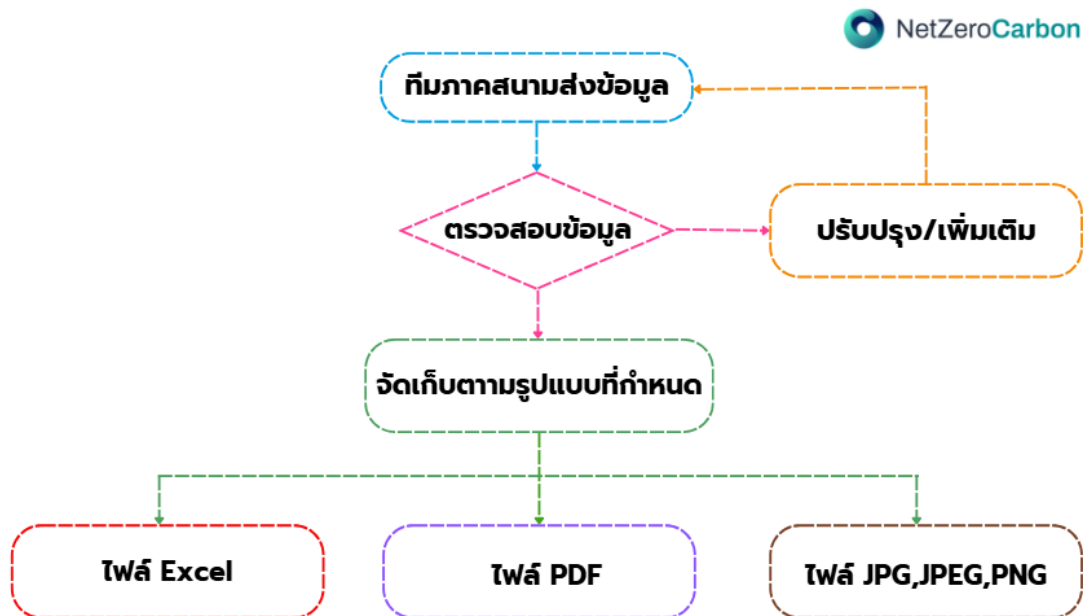 NetZeroCarbon
ทีมภาคสนามส่งข้อมูล
ตรวจสอบข้อมูล
ปรับปรุง/เพิ่มเติม
จัดเก็บตาามรูปแบบที่กำหนด
ไฟล์ Excel
ไฟล์ PDF
ไฟล์ JPG,JPEG,PNG